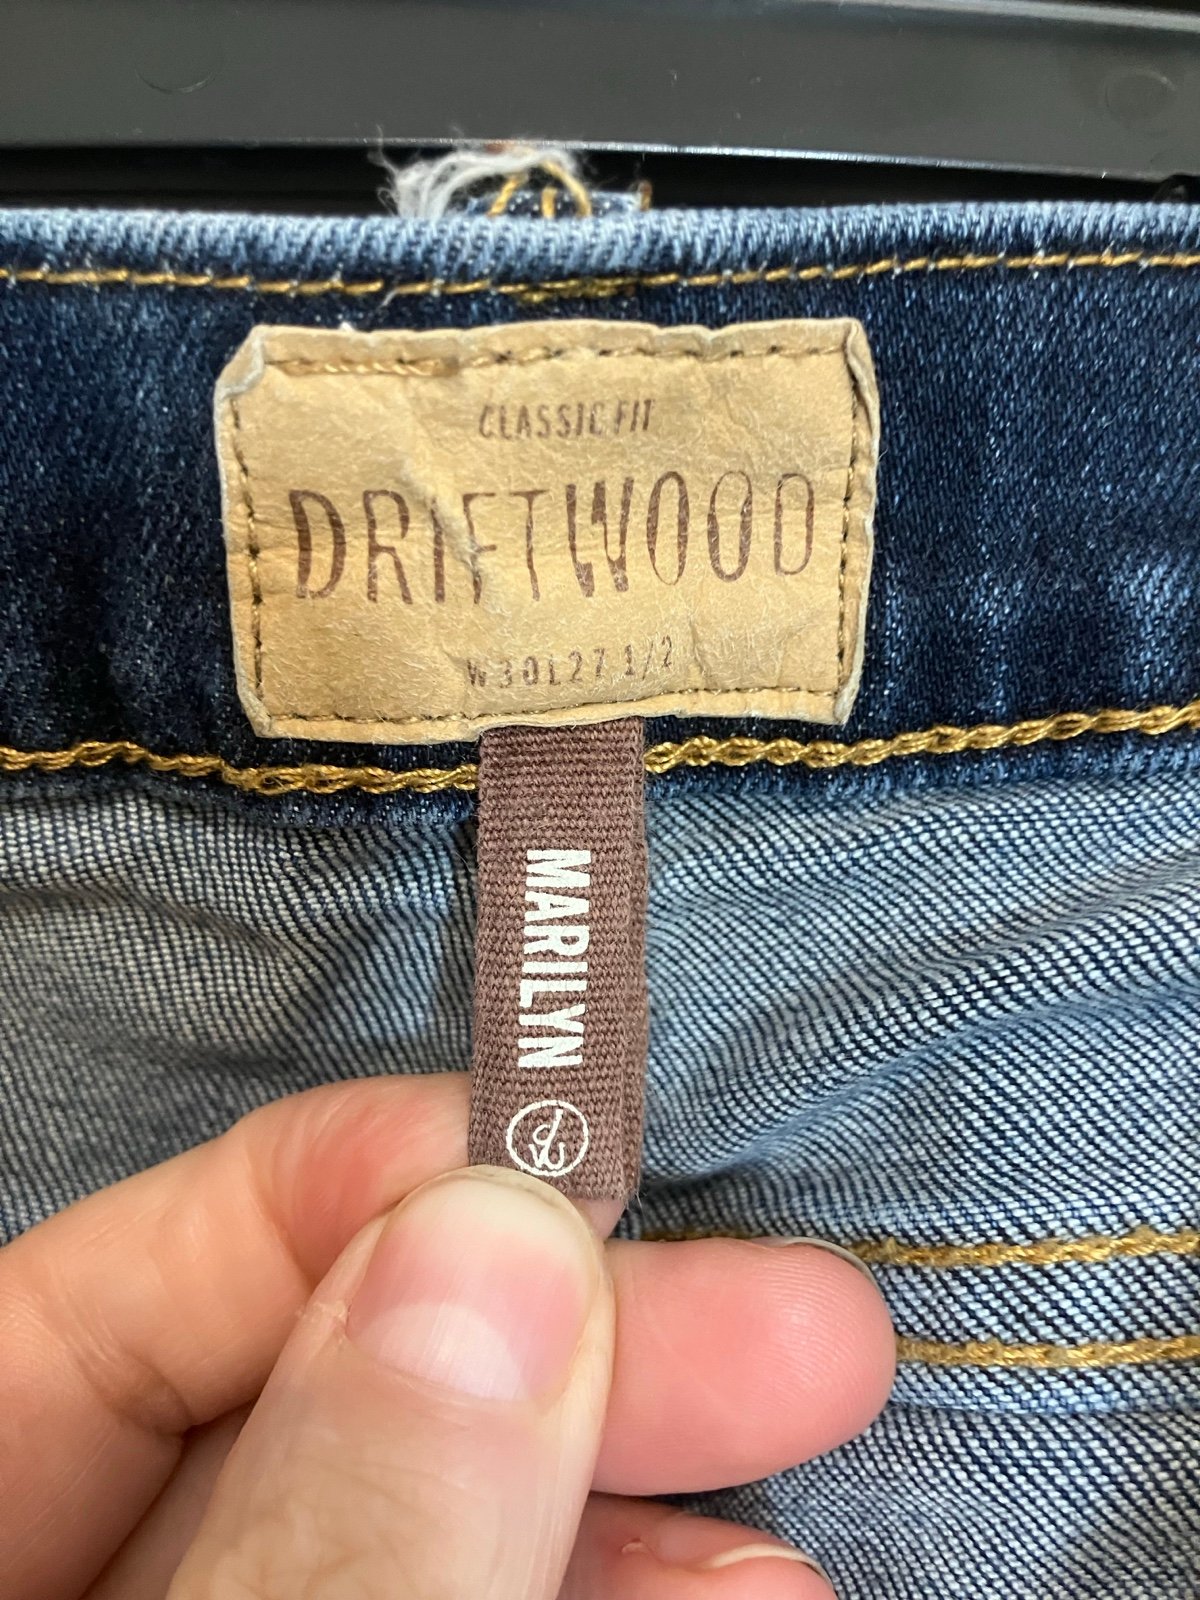 CLASSIC FIT
DRIFTWOOD
W30L27 1/2
MARILYN